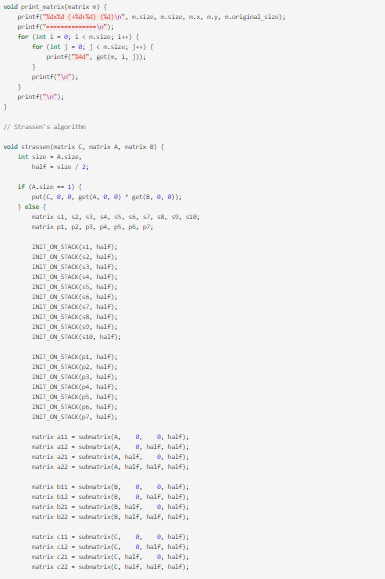 void print_matrix(matrix m) {
    printf("%dx%d (+%d+%d) (%d)\n", m.size, m.size, m.x, m.y, m.original_size);
    printf("==============\n");
    for (int i = 0; i < m.size; i++) {
        for (int j = 0; j < m.size; j++) {
            printf("%4d", get(m, i, j));
        }
        printf("\n");
    }
    printf("\n");
}

// Strassen's algorithm

void strassen(matrix C, matrix A, matrix B) {
    int size = A.size,
        half = size / 2;

    if (A.size == 1) {
        put(C, 0, 0, get(A, 0, 0) * get(B, 0, 0));
    } else {
        matrix s1, s2, s3, s4, s5, s6, s7, s8, s9, s10;
        matrix p1, p2, p3, p4, p5, p6, p7;

        INIT_ON_STACK(s1, half);
        INIT_ON_STACK(s2, half);
        INIT_ON_STACK(s3, half);
        INIT_ON_STACK(s4, half);
        INIT_ON_STACK(s5, half);
        INIT_ON_STACK(s6, half);
        INIT_ON_STACK(s7, half);
        INIT_ON_STACK(s8, half);
        INIT_ON_STACK(s9, half);
        INIT_ON_STACK(s10, half);

        INIT_ON_STACK(p1, half);
        INIT_ON_STACK(p2, half);
        INIT_ON_STACK(p3, half);
        INIT_ON_STACK(p4, half);
        INIT_ON_STACK(p5, half);
        INIT_ON_STACK(p6, half);
        INIT_ON_STACK(p7, half);

        matrix a11 = submatrix(A,    0,    0, half);
        matrix a12 = submatrix(A,    0, half, half);
        matrix a21 = submatrix(A, half,    0, half);
        matrix a22 = submatrix(A, half, half, half);

        matrix b11 = submatrix(B,    0,    0, half);
        matrix b12 = submatrix(B,    0, half, half);
        matrix b21 = submatrix(B, half,    0, half);
        matrix b22 = submatrix(B, half, half, half);

        matrix c11 = submatrix(C,    0,    0, half);
        matrix c12 = submatrix(C,    0, half, half);
        matrix c21 = submatrix(C, half,    0, half);
        matrix c22 = submatrix(C, half, half, half);